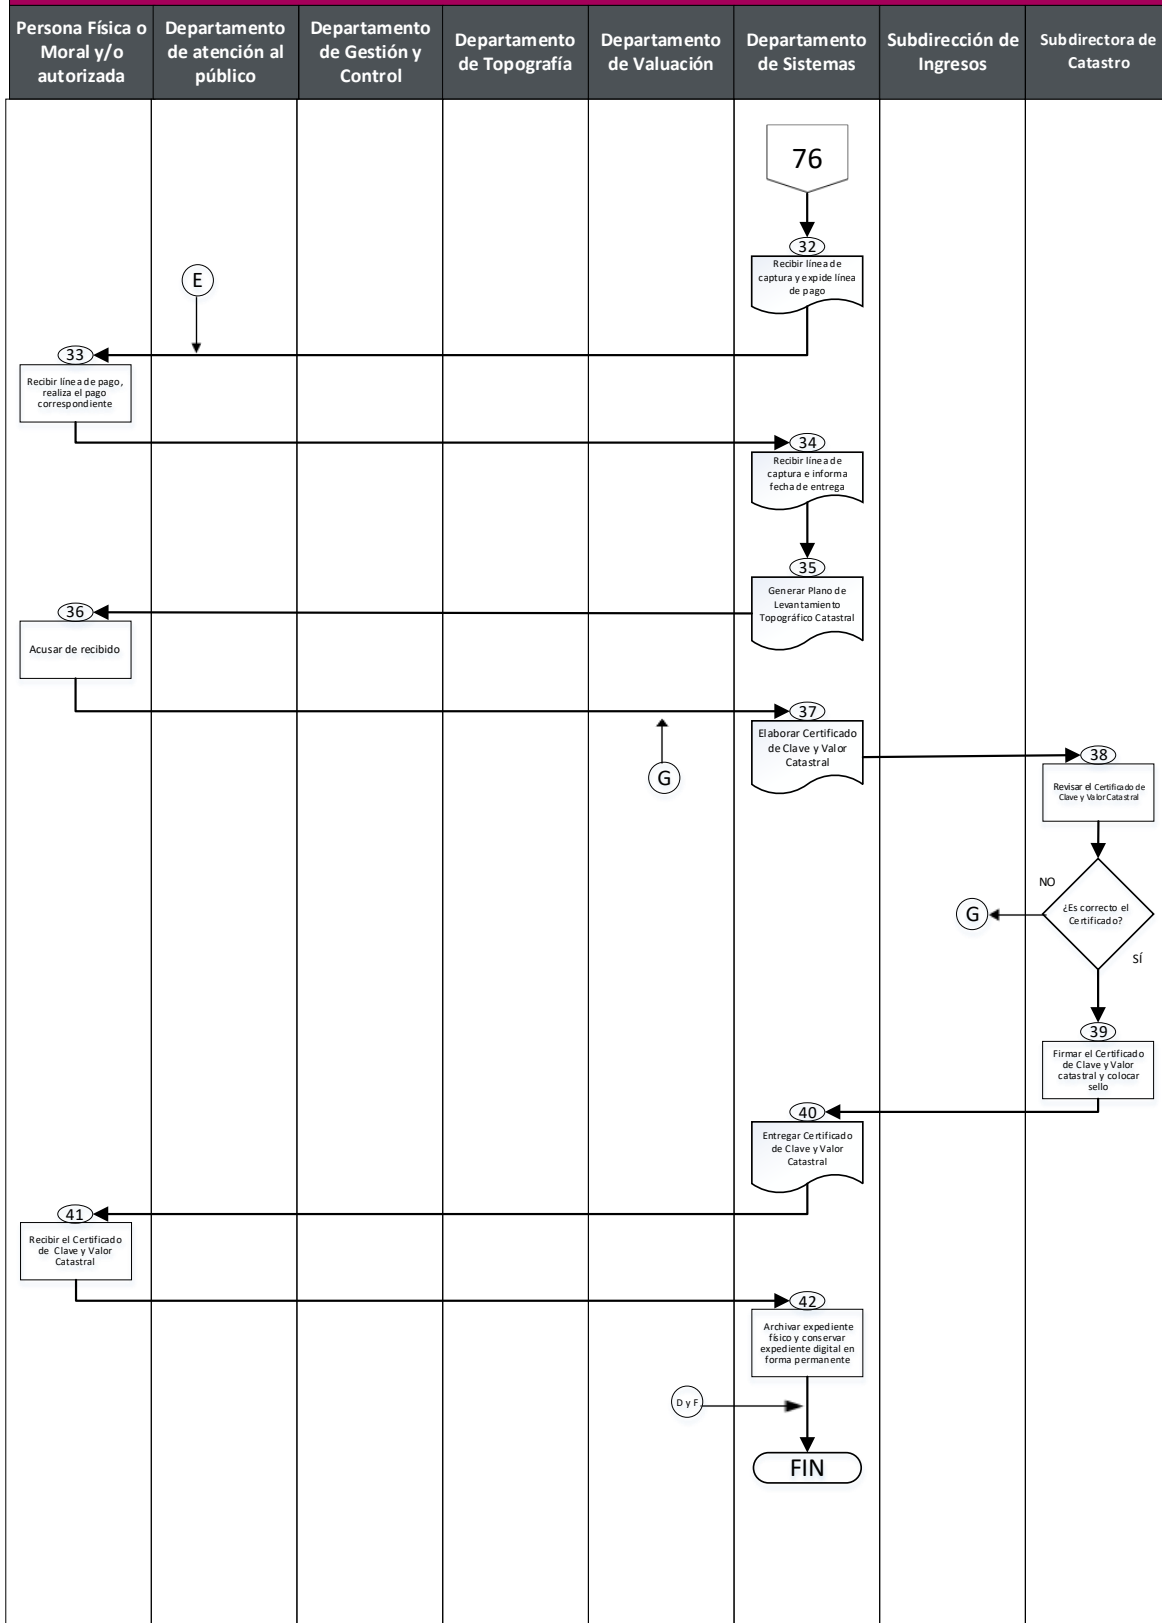 Persona Física o
Moral y/o
autorizada
Departamento
de atención al
público
Departamento
de Gestión y
Control
Departamento
de Topografía
Departamento
de Valuación
Departamento
de Sistemas
Subdirección de
Ingresos
Subdirectora de
Catastro
76
32
Recibir línea de
captura y expide línea
de pago
E
33
Recibir línea de pago,
realiza el pago
correspondiente
34
Recibir línea de
captura e informa
fecha de entrega
35
Generar Plano de
Levantamiento
Topográfico Catastral
36
Acusar de recibido
37
Elaborar Certificado
de Clave y Valor
Catastral
G
38
Revisar el Certificado de
Clave y Valor Catastral
NO
¿Es correcto el
Certificado?
G
SÍ
39
Firmar el Certificado
de Clave y Valor
catastral y colocar
sello
40
Entregar Certificado
de Clave y Valor
Catastral
41
Recibir el Certificado
de Clave y Valor
Catastral
42
Archivar expediente
físico y conservar
expediente digital en
forma permanente
D y F
FIN